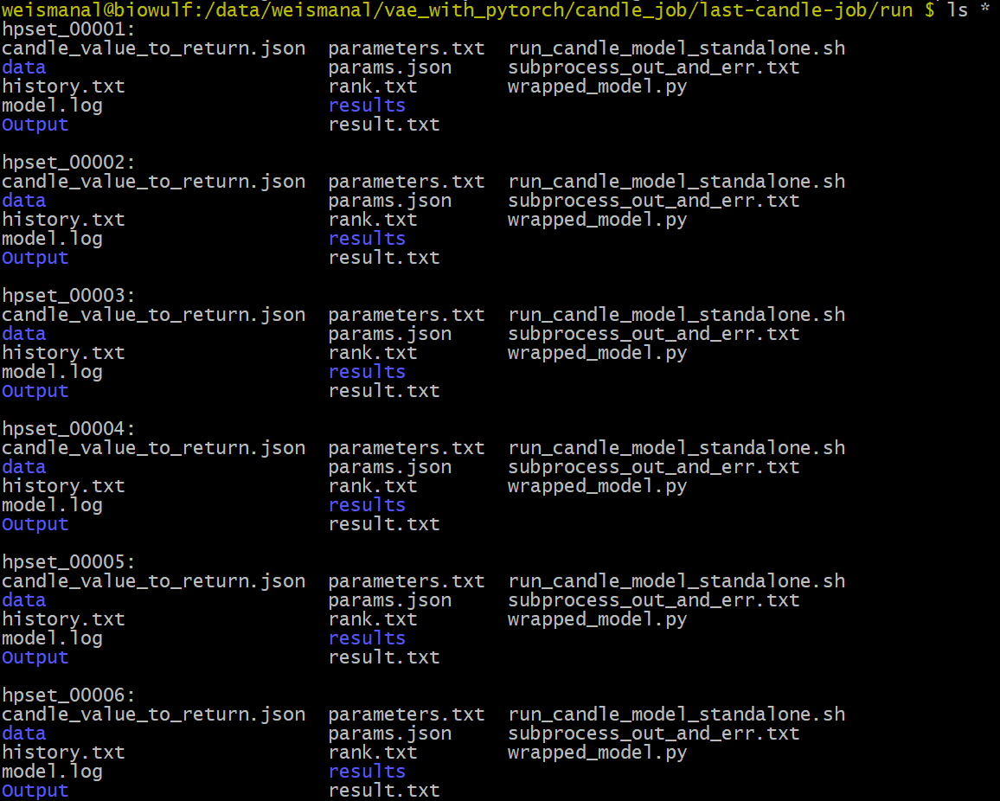 weismanal@biowulf:/data/weismanal/vae_with_pytorch/candle_job/last-candle-job/run $ ls *
hpset_00001:
candle_value_to_return.json  parameters.txt  run_candle_model_standalone.sh
data                         params.json     subprocess_out_and_err.txt
history.txt                  rank.txt        wrapped_model.py
model.log                    results
Output                       result.txt

hpset_00002:
candle_value_to_return.json  parameters.txt  run_candle_model_standalone.sh
data                         params.json     subprocess_out_and_err.txt
history.txt                  rank.txt        wrapped_model.py
model.log                    results
Output                       result.txt

hpset_00003:
candle_value_to_return.json  parameters.txt  run_candle_model_standalone.sh
data                         params.json     subprocess_out_and_err.txt
history.txt                  rank.txt        wrapped_model.py
model.log                    results
Output                       result.txt

hpset_00004:
candle_value_to_return.json  parameters.txt  run_candle_model_standalone.sh
data                         params.json     subprocess_out_and_err.txt
history.txt                  rank.txt        wrapped_model.py
model.log                    results
Output                       result.txt

hpset_00005:
candle_value_to_return.json  parameters.txt  run_candle_model_standalone.sh
data                         params.json     subprocess_out_and_err.txt
history.txt                  rank.txt        wrapped_model.py
model.log                    results
Output                       result.txt

hpset_00006:
candle_value_to_return.json  parameters.txt  run_candle_model_standalone.sh
data                         params.json     subprocess_out_and_err.txt
history.txt                  rank.txt        wrapped_model.py
model.log                    results
Output                       result.txt